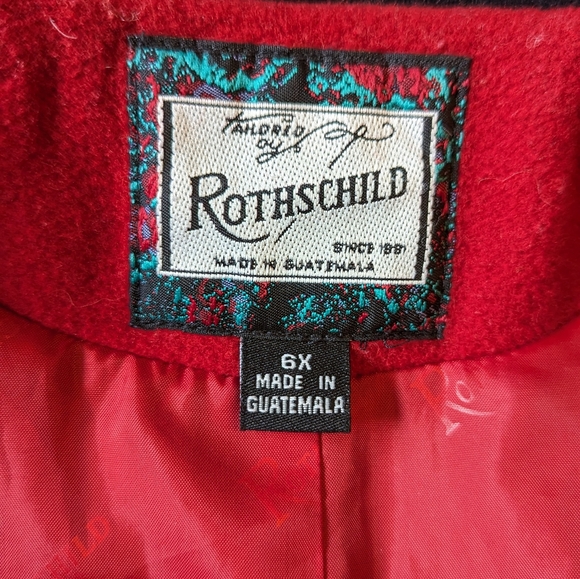 TAILORED
by
ROTHSCHILD
SINCE 1881
MADE IN GUATEMALA
6X
MADE IN
GUATEMALA